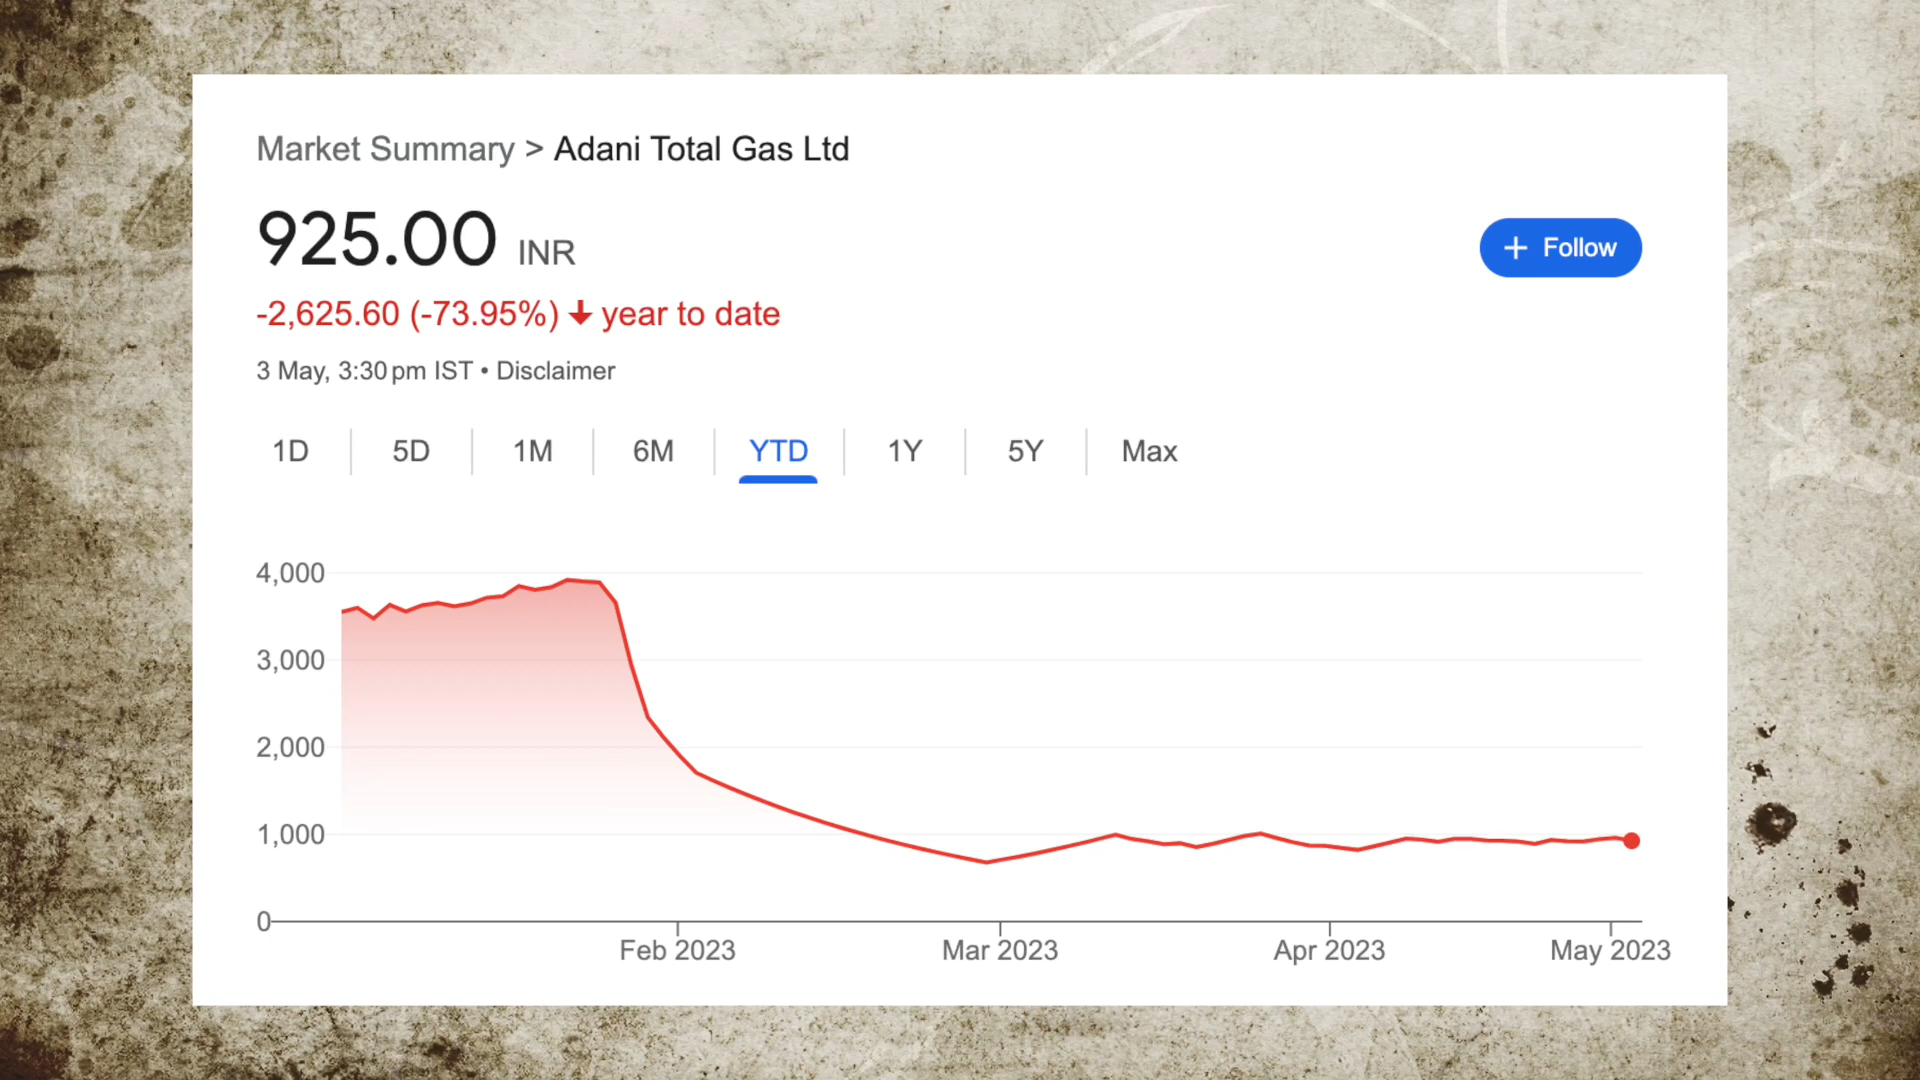 Market Summary > Adani Total Gas Ltd
925.00 INR
+ Follow
-2,625.60 (-73.95%) ↓ year to date
3 May, 3:30 pm IST • Disclaimer
1D 5D 1M 6M YTD 1Y 5Y Max
4,000
3,000
2,000
1,000
0
Feb 2023 Mar 2023 Apr 2023 May 2023